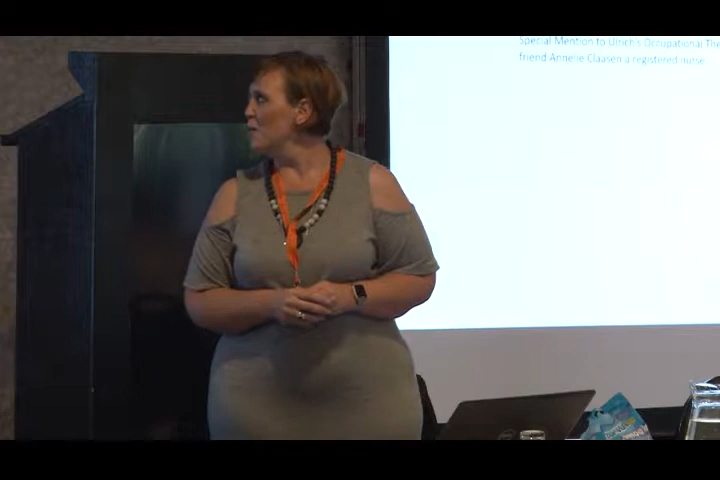 Special Mention to Ulrich's Occupational The
friend Annelie Claasen a registered nurse.